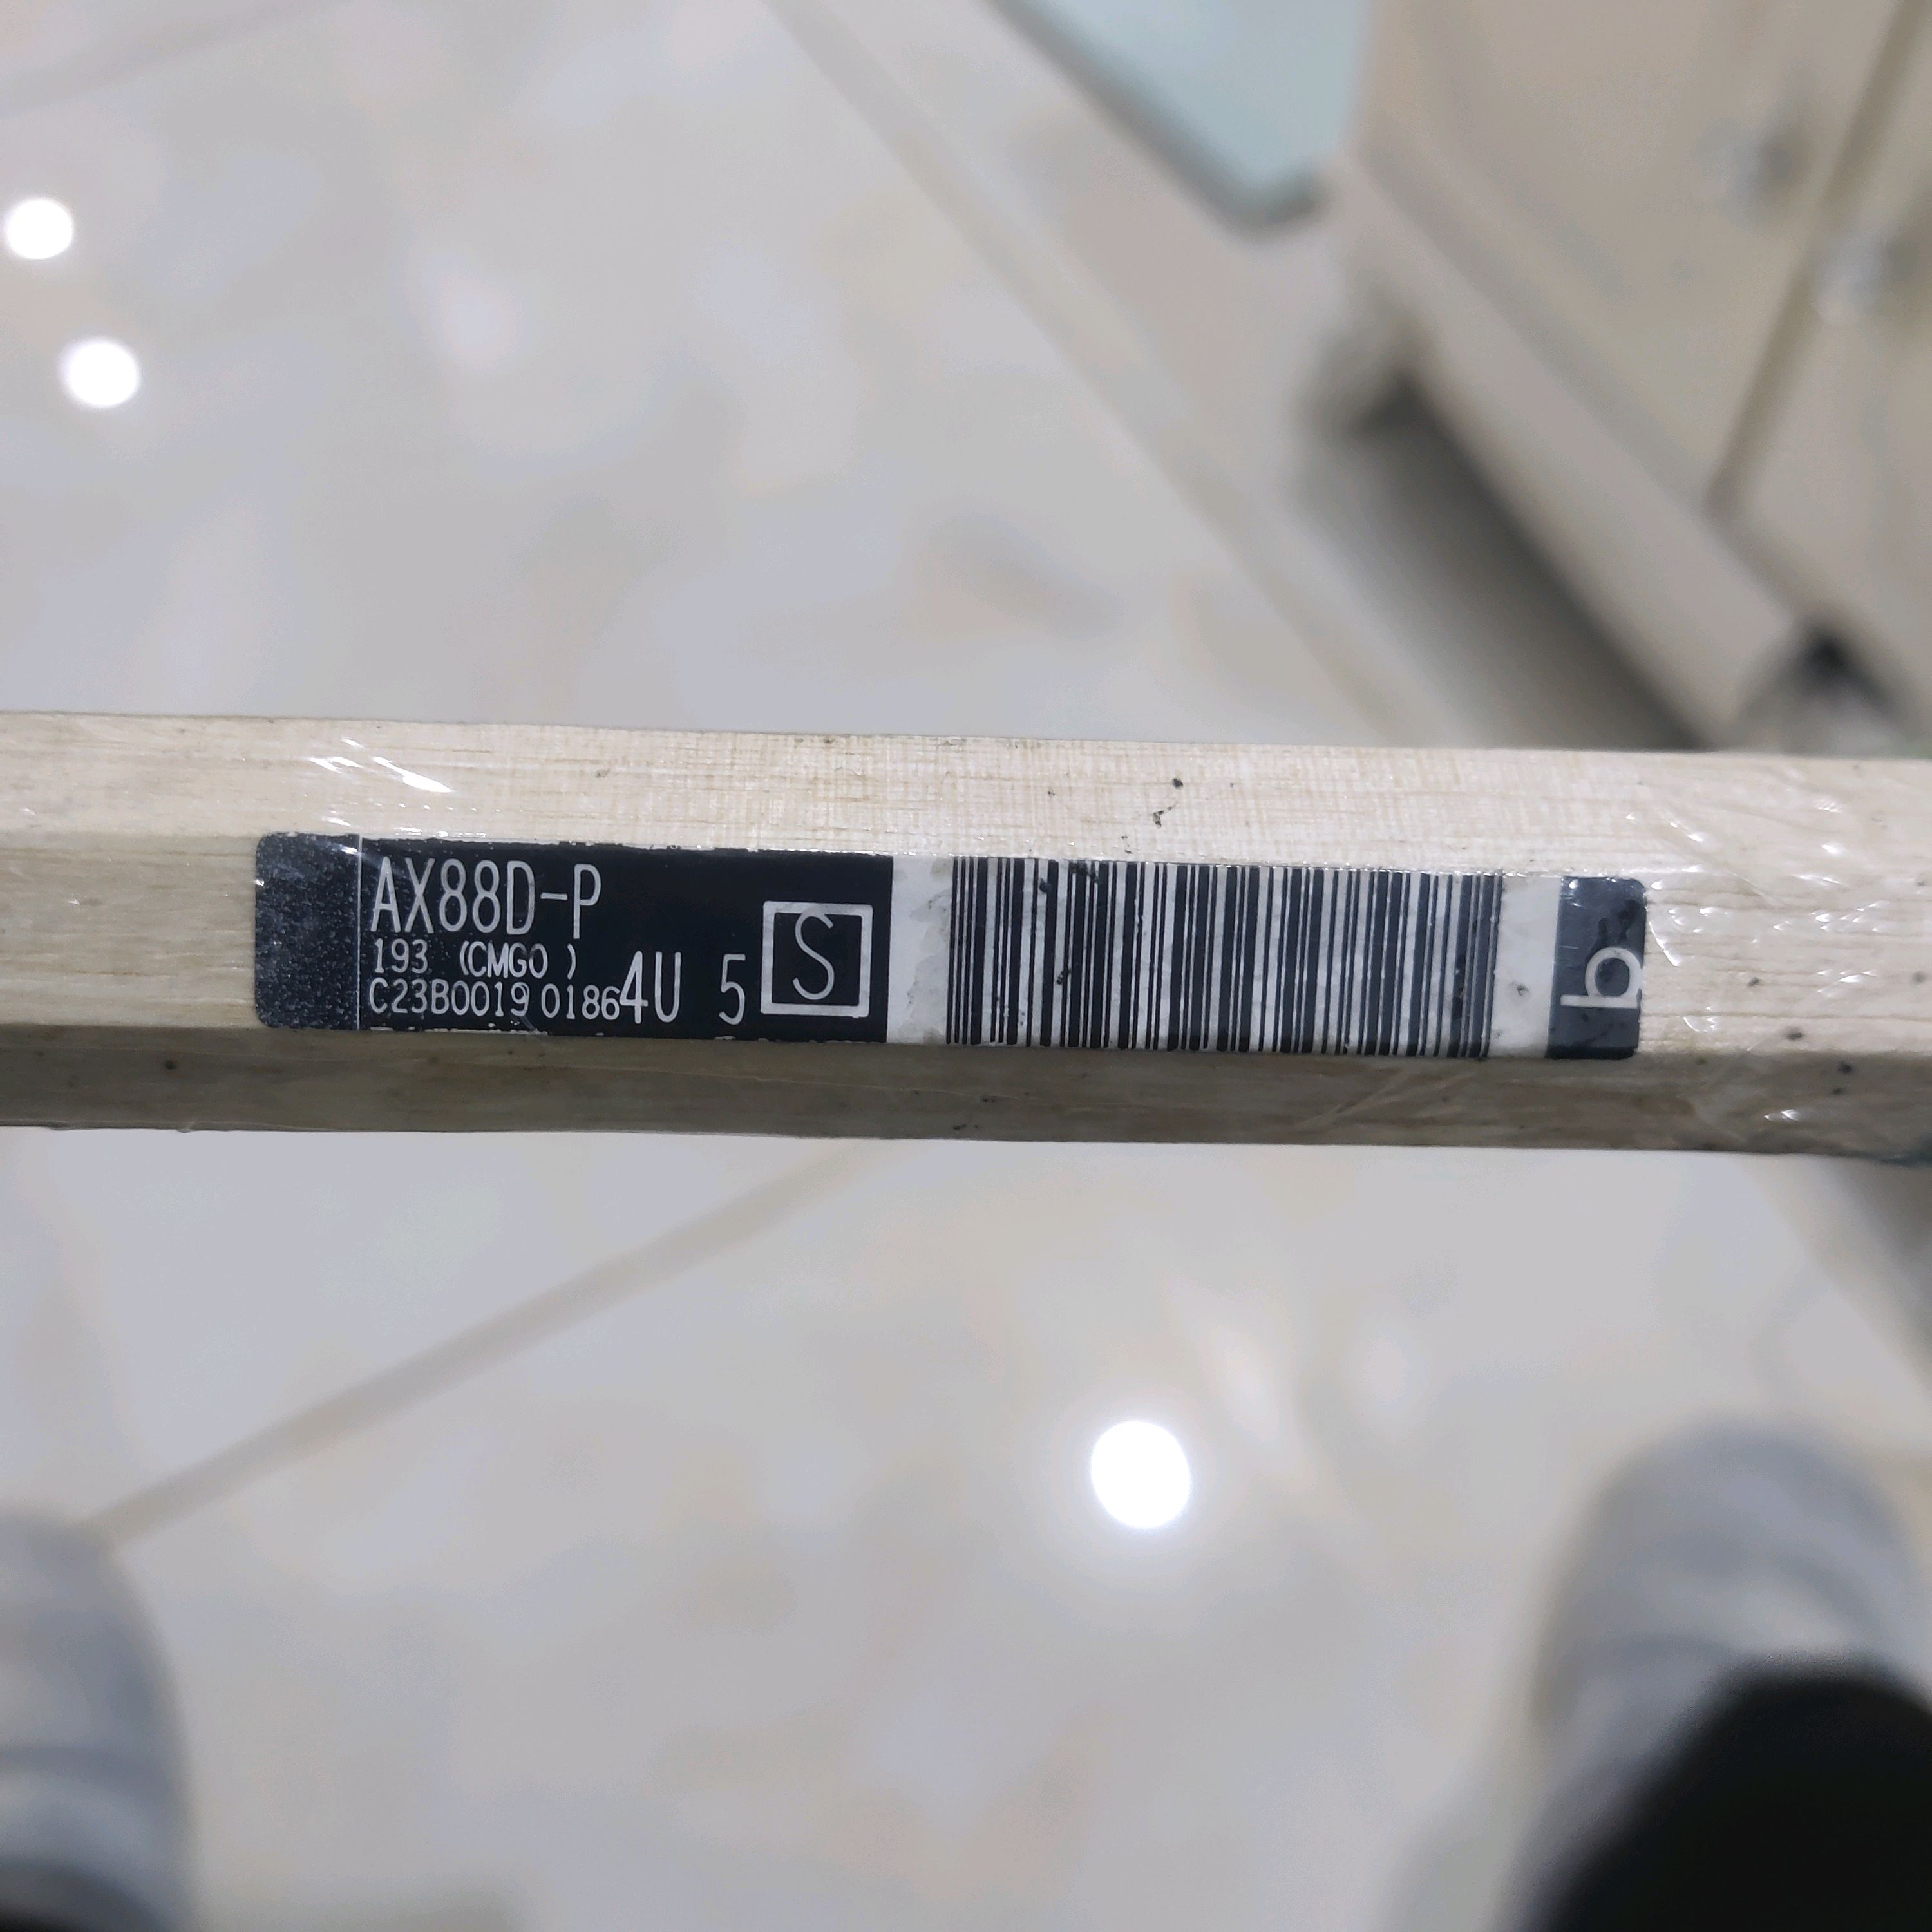 AX88D-P
193 (CMGO )
C23B0019 0186
4U 5
S
b